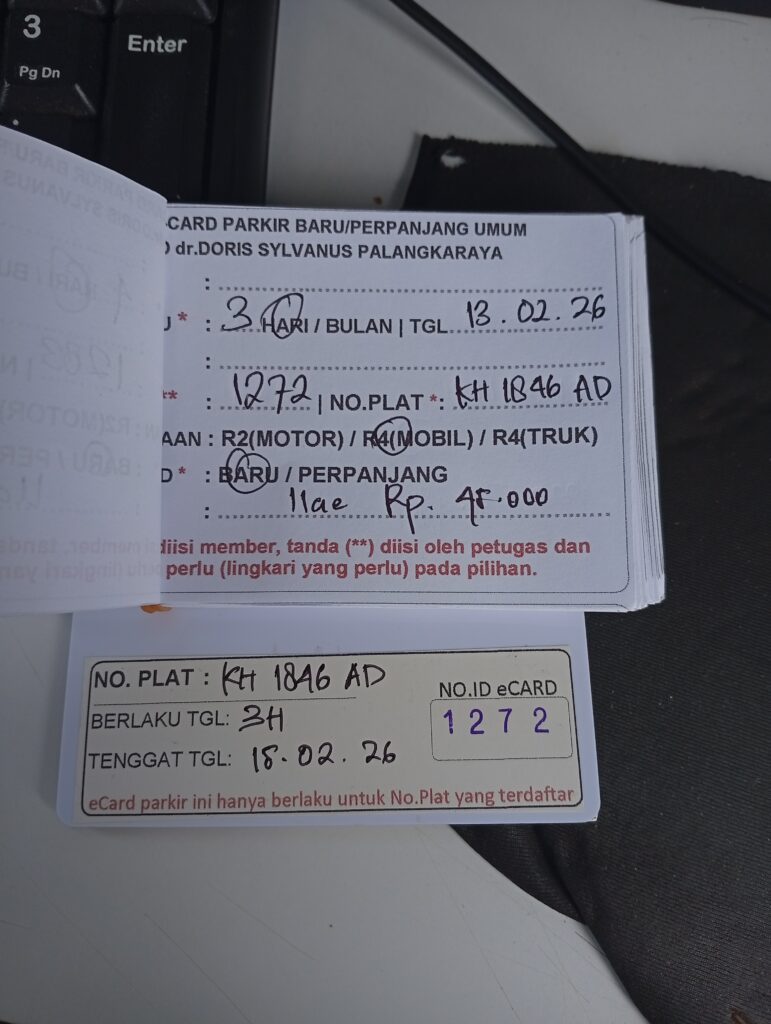 3
Pg Dn
Enter
-CARD PARKIR BARU/PERPANJANG UMUM
dr.DORIS SYLVANUS PALANGKARAYA
:
* : 3 HARI / BULAN | TGL 13.02.26
:
** : 1272 | NO.PLAT *: KH 1846 AD
AAN : R2(MOTOR) / R4(MOBIL) / R4(TRUK)
D * : BARU / PERPANJANG
: Rp. 45.000
diisi member, tanda (**) diisi oleh petugas dan
perlu (lingkari yang perlu) pada pilihan.
NO. PLAT : KH 1846 AD
NO.ID eCARD
BERLAKU TGL: 3H
1272
TENGGAT TGL: 15.02.26
eCard parkir ini hanya berlaku untuk No.Plat yang terdaftar